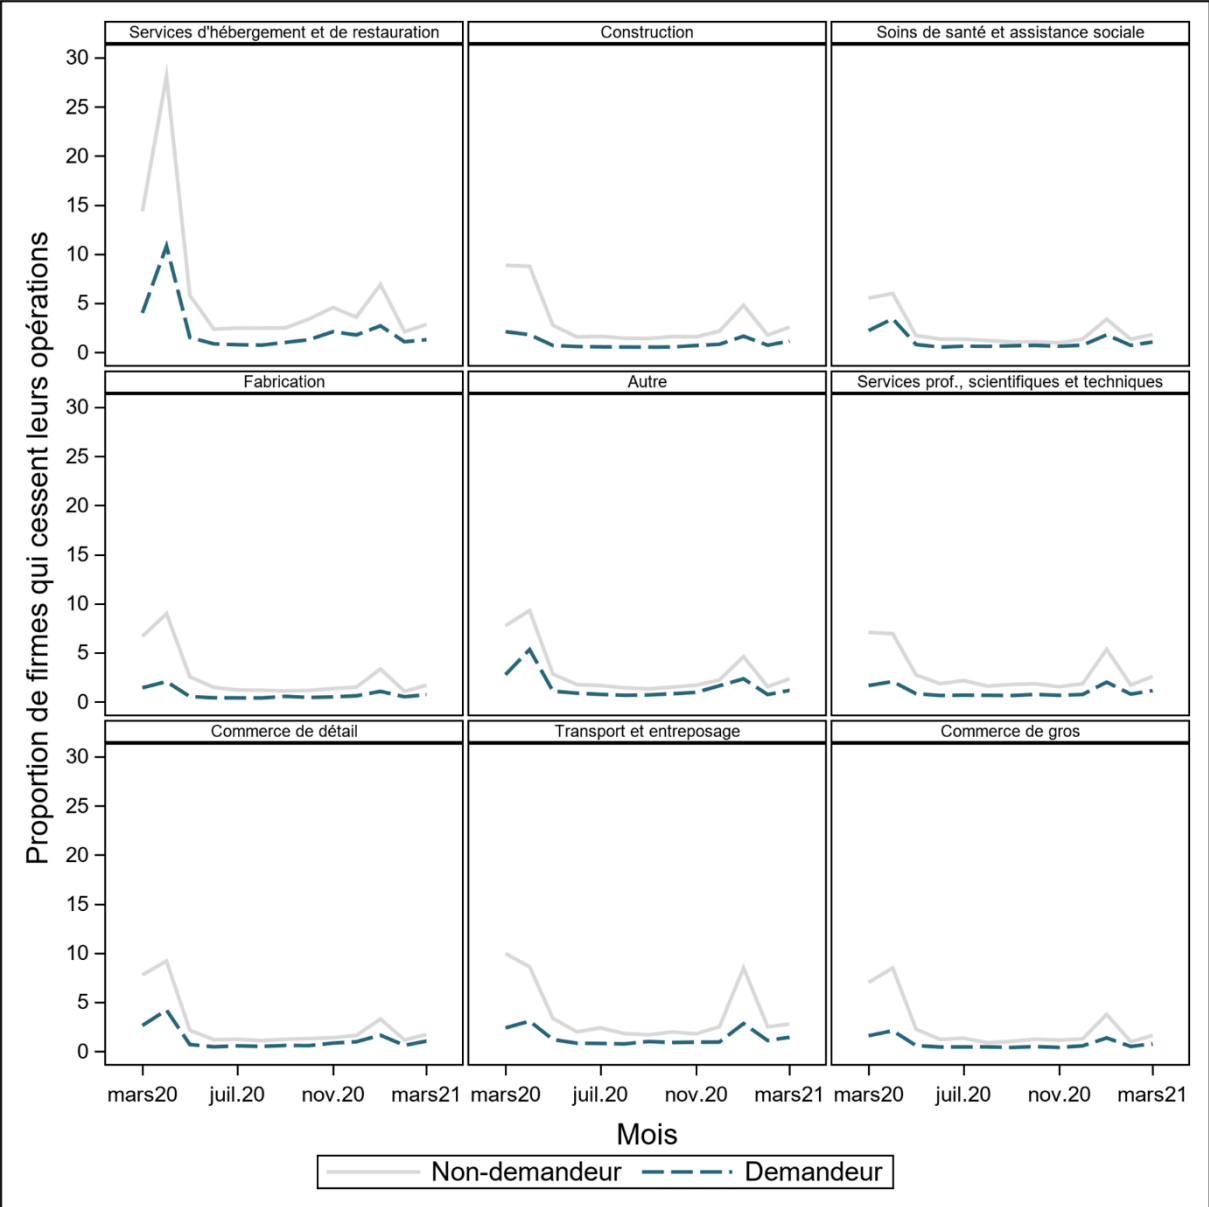 Services d'hébergement et de restauration
Construction
Soins de santé et assistance sociale
30
25
20
15
10
5
0
Fabrication
Autre
Services prof., scientifiques et techniques
30
25
20
15
10
5
0
Proportion de firmes qui cessent leurs opérations
Commerce de détail
Transport et entreposage
Commerce de gros
30
25
20
15
10
5
0
mars20 juil.20 nov.20 mars21
mars20 juil.20 nov.20 mars21
mars20 juil.20 nov.20 mars21
Mois
Non-demandeur
Demandeur